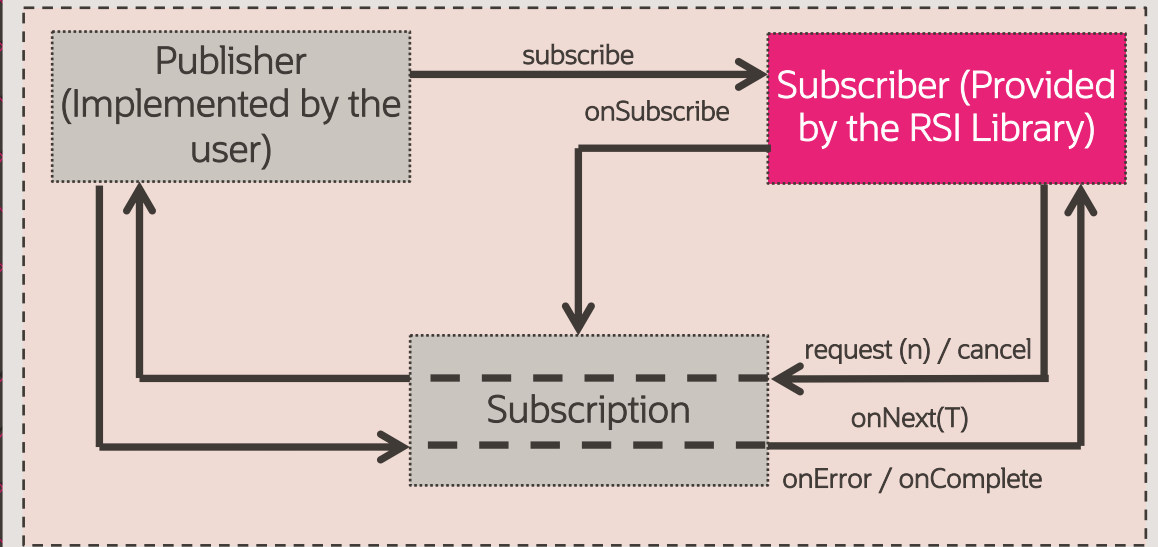 Publisher
(Implemented by the
user)
subscribe
onSubscribe
Subscriber (Provided
by the RSI Library)
request (n) / cancel
Subscription
onNext(T)
onError / onComplete